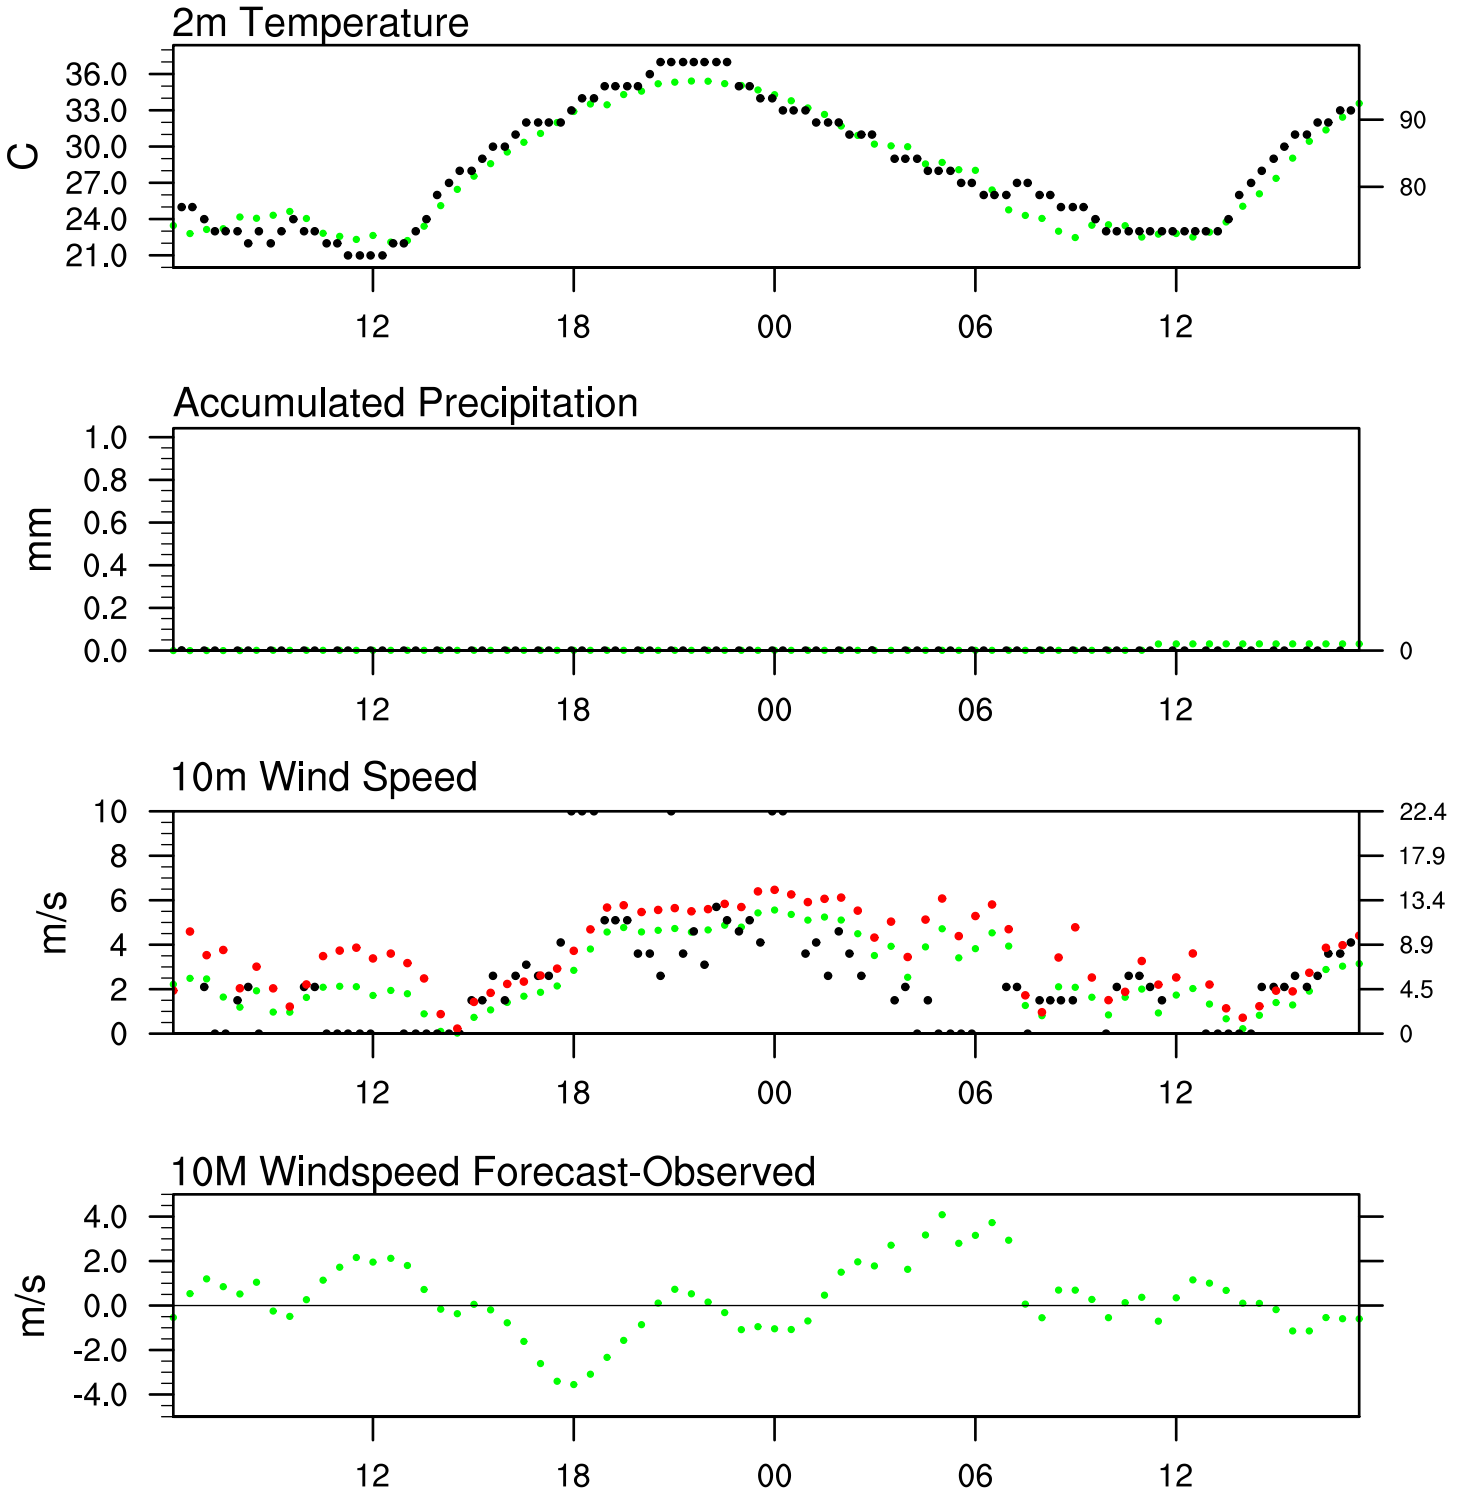 2m Temperature
36.0
33.0
30.0
27.0
24.0
21.0
C
90
80
12 18 00 06 12
Accumulated Precipitation
1.0
0.8
0.6
0.4
0.2
0.0
mm
0
12 18 00 06 12
10m Wind Speed
10
8
6
4
2
0
m/s
22.4
17.9
13.4
8.9
4.5
0
12 18 00 06 12
10M Windspeed Forecast-Observed
4.0
2.0
0.0
-2.0
-4.0
m/s
12 18 00 06 12